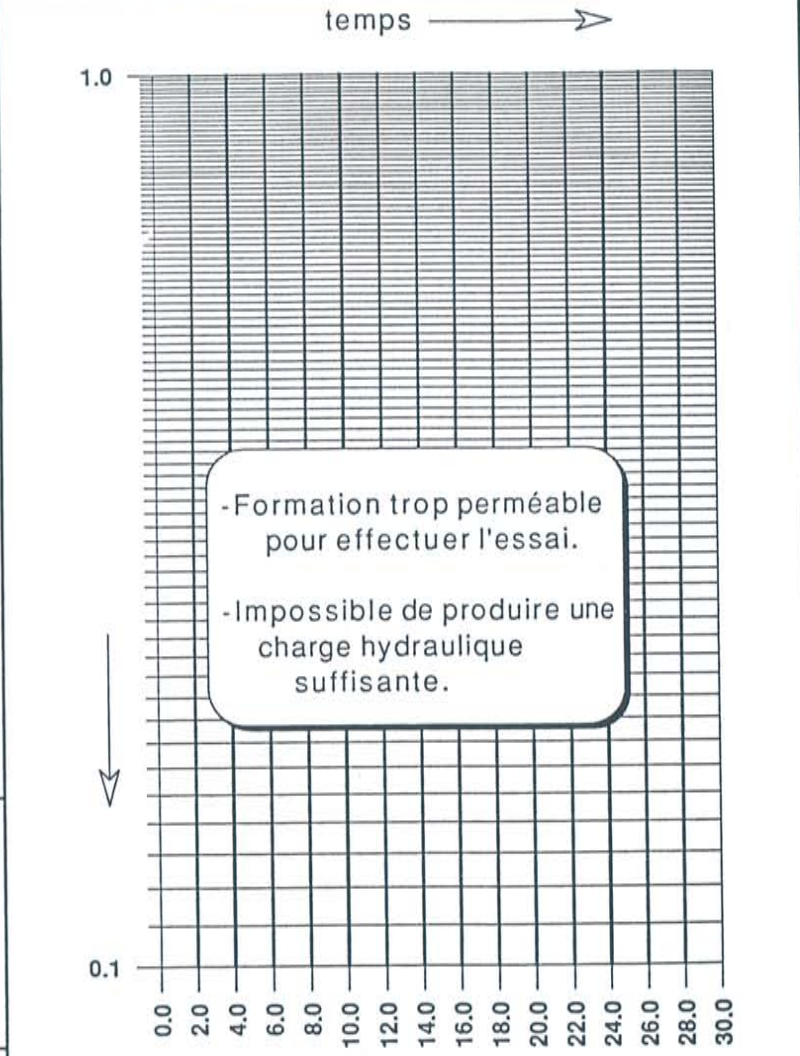 temps
1.0
-Formation trop perméable
pour effectuer l'essai.
-Impossible de produire une
charge hydraulique
suffisante.
0.1
0.0 2.0 4.0 6.0 8.0 10.0 12.0 14.0 16.0 18.0 20.0 22.0 24.0 26.0 28.0 30.0